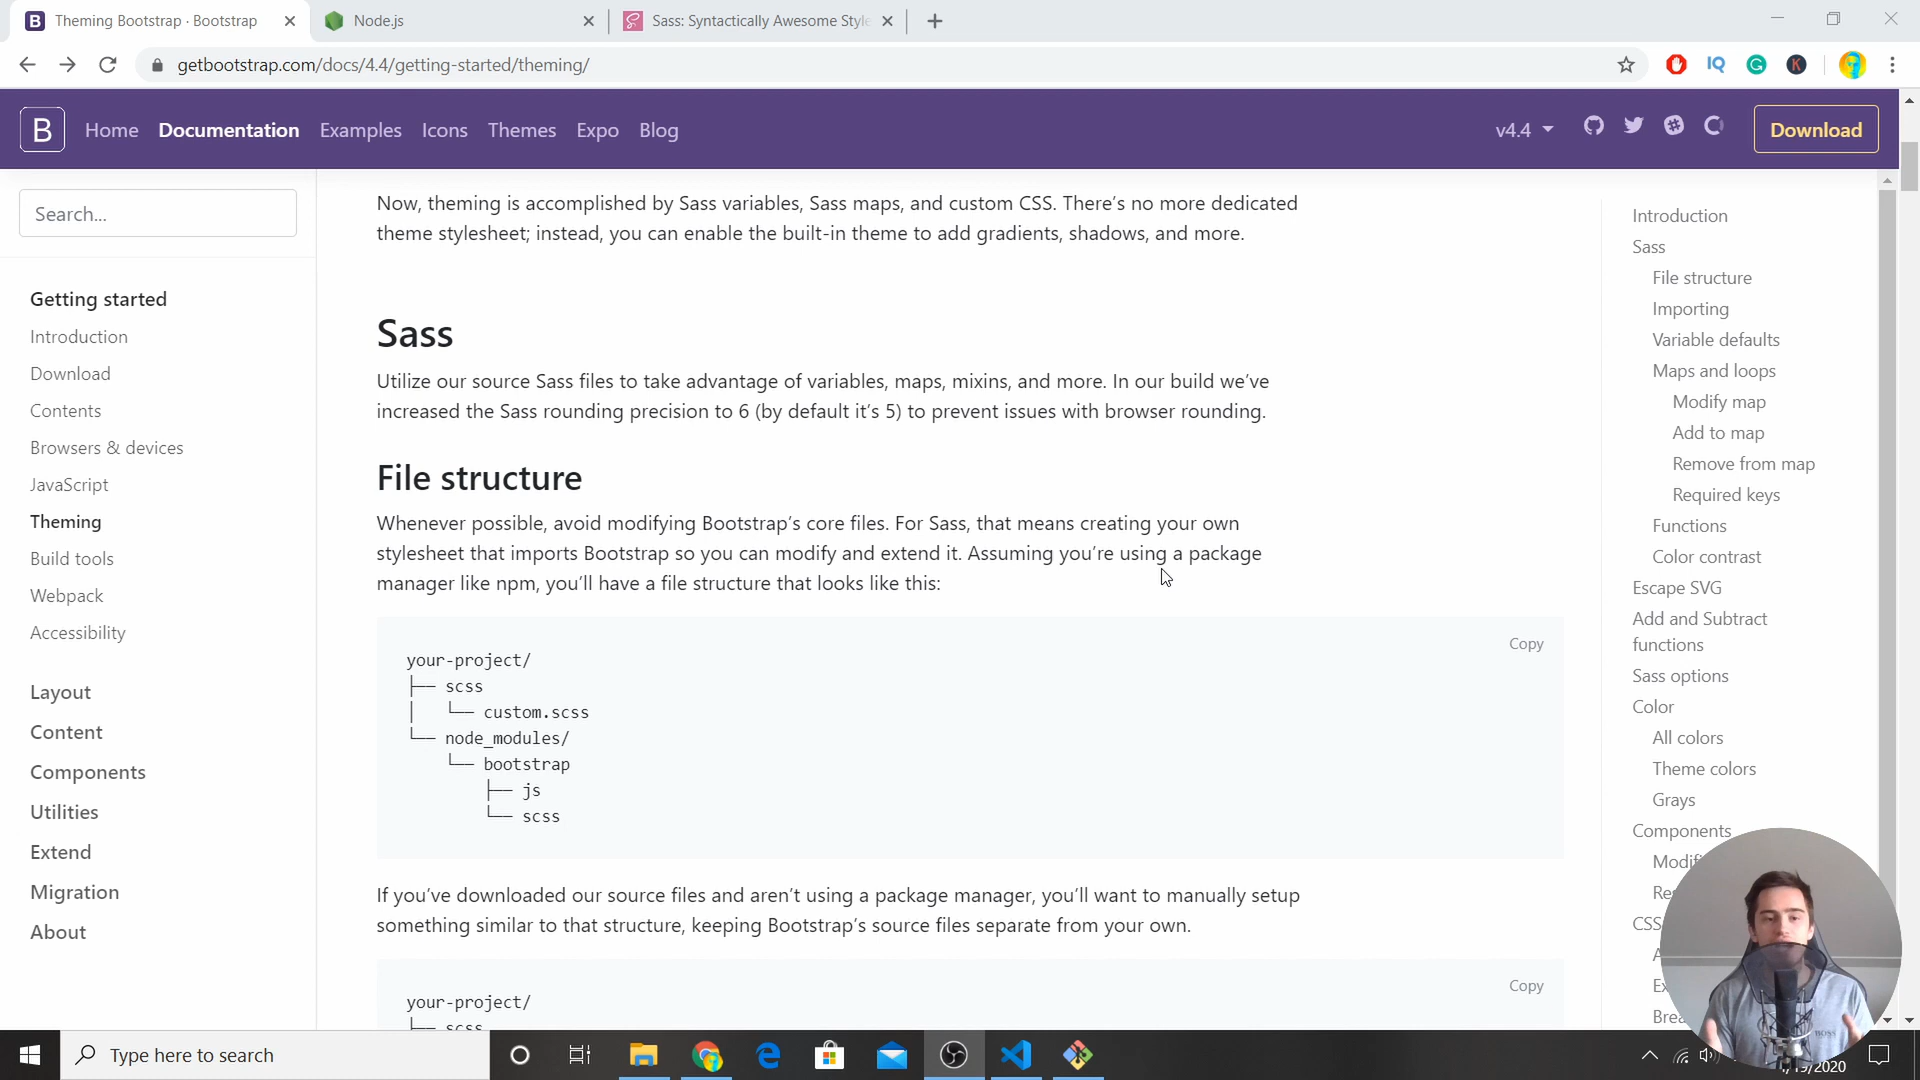 Theming Bootstrap · Bootstrap
Node.js
Sass: Syntactically Awesome Style
getbootstrap.com/docs/4.4/getting-started/theming/
IQ
G
K
B
Home
Documentation
Examples
Icons
Themes
Expo
Blog
v4.4
Download
Search...
Getting started
Introduction
Download
Contents
Browsers & devices
JavaScript
Theming
Build tools
Webpack
Accessibility
Layout
Content
Components
Utilities
Extend
Migration
About
Now, theming is accomplished by Sass variables, Sass maps, and custom CSS. There’s no more dedicated
theme stylesheet; instead, you can enable the built-in theme to add gradients, shadows, and more.
Sass
Utilize our source Sass files to take advantage of variables, maps, mixins, and more. In our build we’ve
increased the Sass rounding precision to 6 (by default it’s 5) to prevent issues with browser rounding.
File structure
Whenever possible, avoid modifying Bootstrap’s core files. For Sass, that means creating your own
stylesheet that imports Bootstrap so you can modify and extend it. Assuming you’re using a package
manager like npm, you’ll have a file structure that looks like this:
Copy
your-project/
├── scss
│   └── custom.scss
└── node_modules/
    └── bootstrap
        ├── js
        └── scss
If you’ve downloaded our source files and aren’t using a package manager, you’ll want to manually setup
something similar to that structure, keeping Bootstrap’s source files separate from your own.
Copy
your-project/
├── scss
Introduction
Sass
File structure
Importing
Variable defaults
Maps and loops
Modify map
Add to map
Remove from map
Required keys
Functions
Color contrast
Escape SVG
Add and Subtract
functions
Sass options
Color
All colors
Theme colors
Grays
Components
Modifi
Re
CSS
A
Ex
Brea
BOSS
Type here to search
/2020